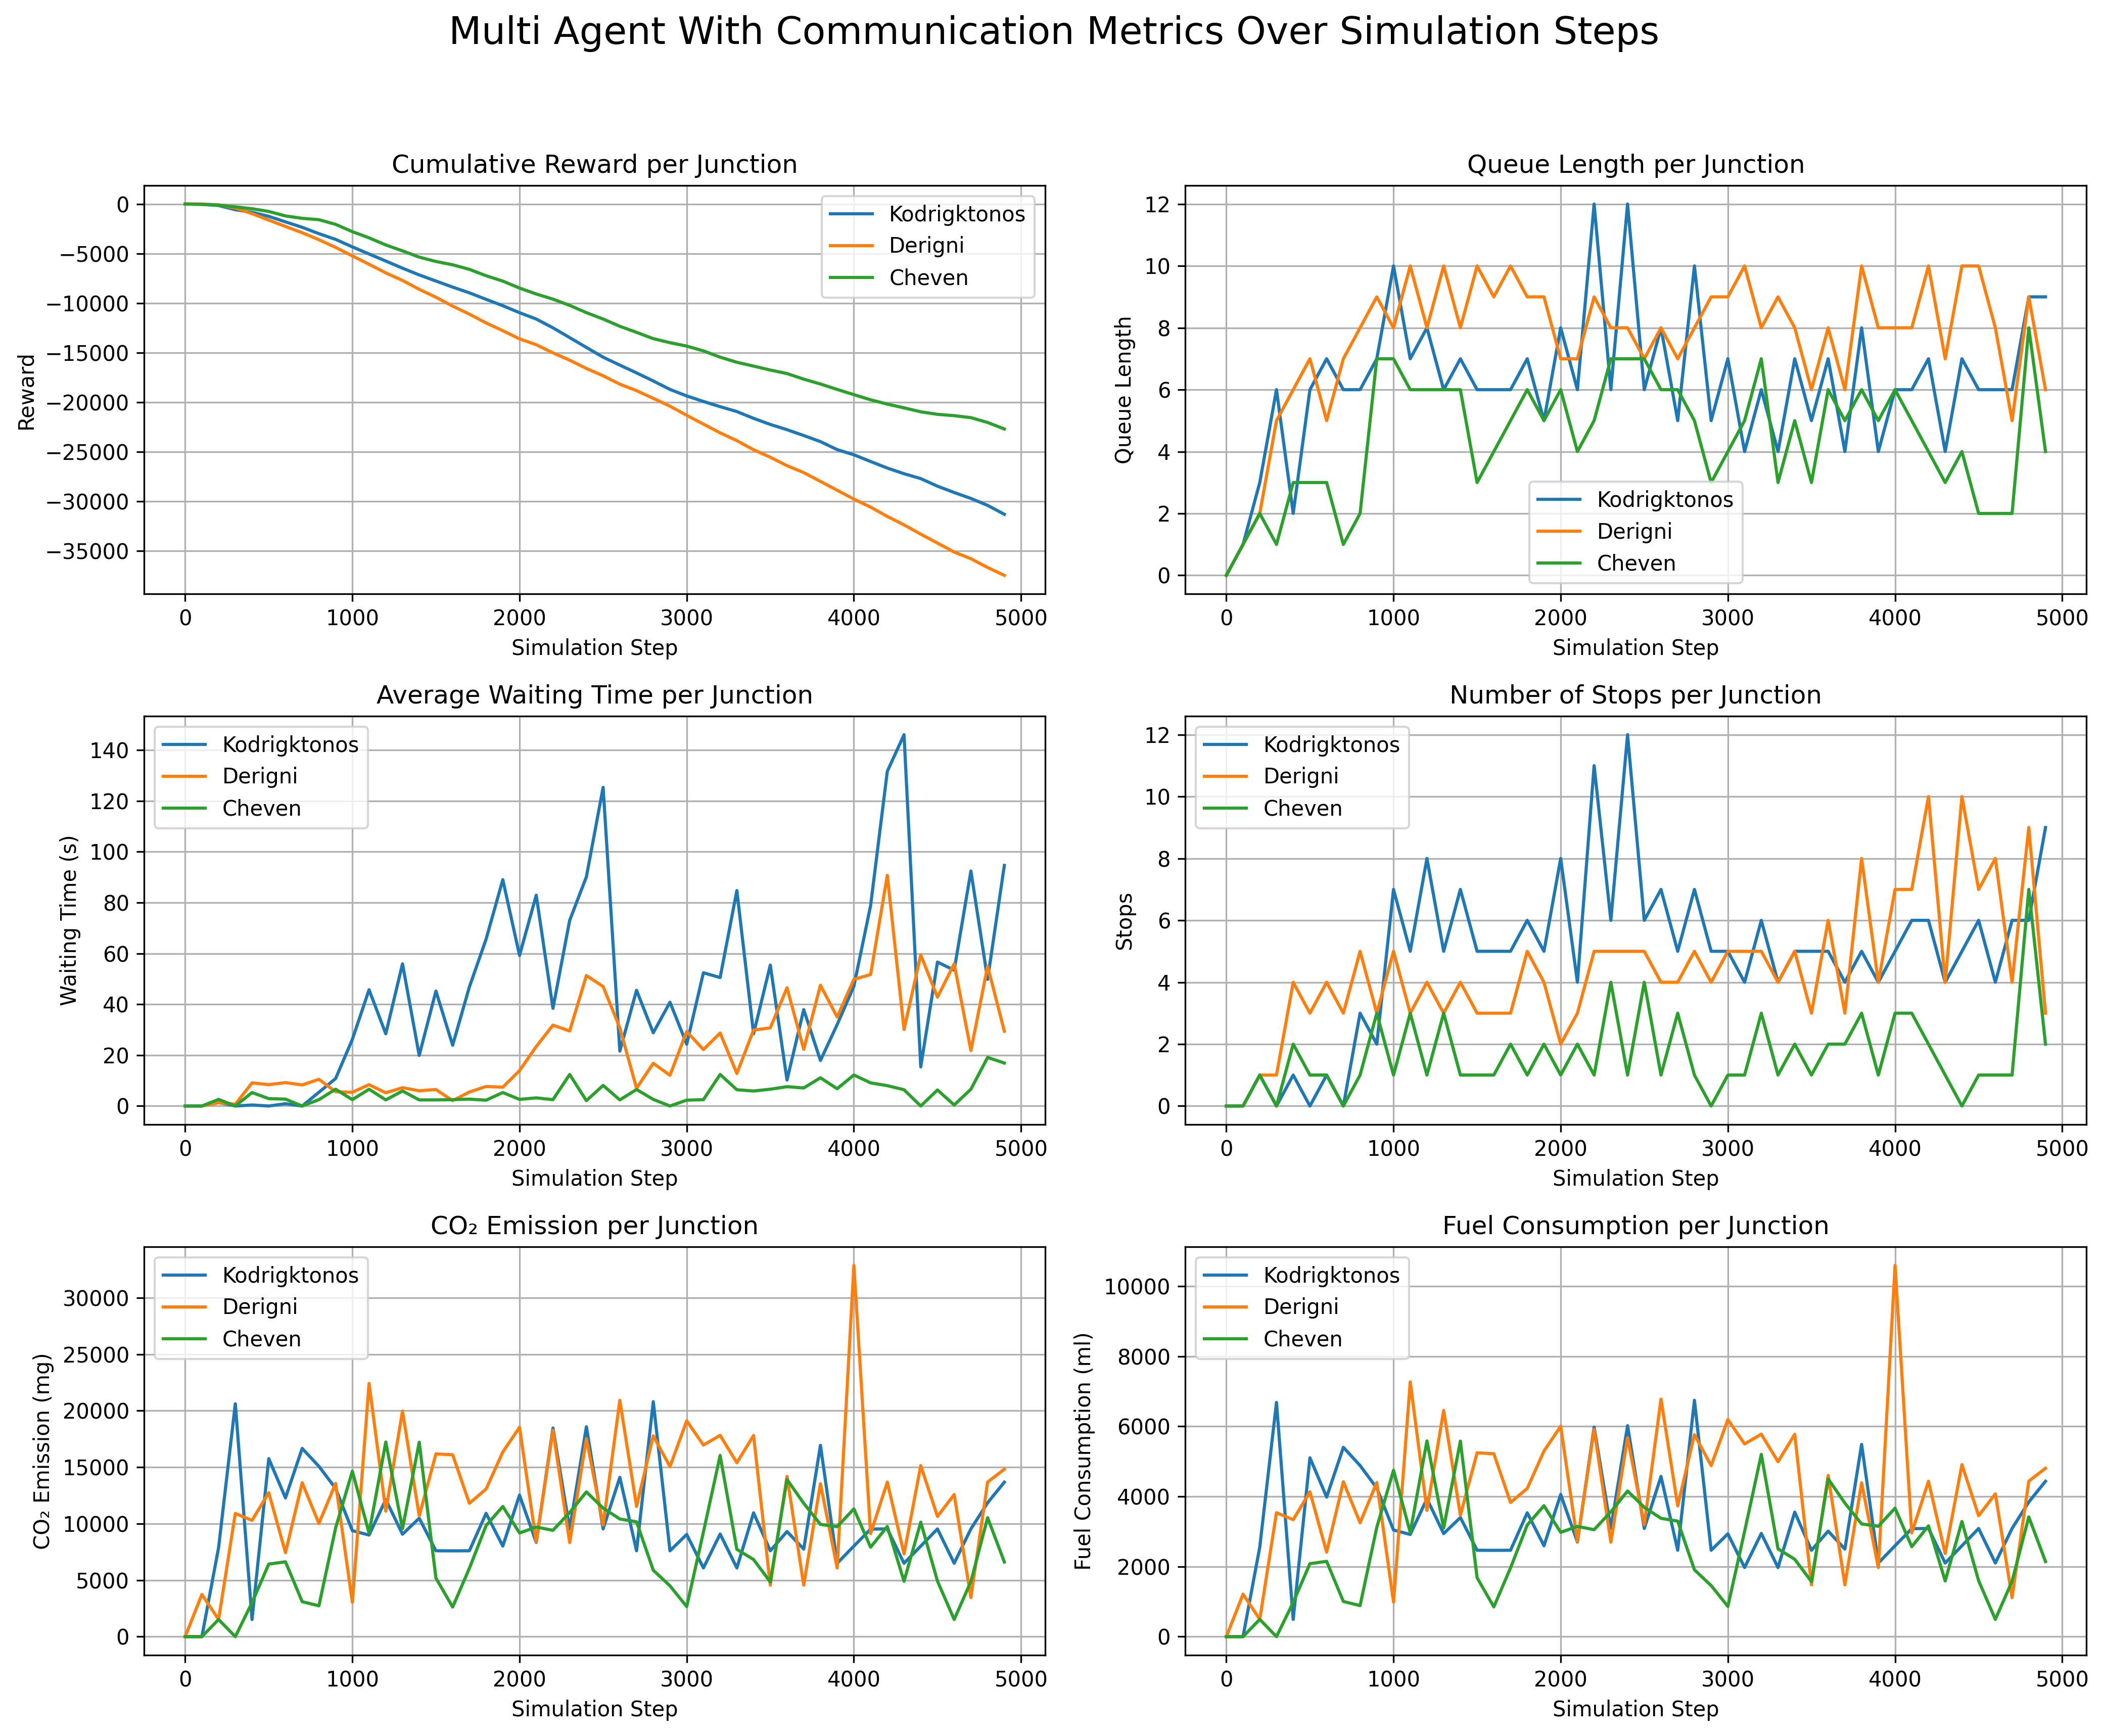 Multi Agent With Communication Metrics Over Simulation Steps
Cumulative Reward per Junction
Reward
0
−5000
−10000
−15000
−20000
−25000
−30000
−35000
Kodrigktonos
Derigni
Cheven
0 1000 2000 3000 4000 5000
Simulation Step
Queue Length per Junction
Queue Length
12
10
8
6
4
2
0
Kodrigktonos
Derigni
Cheven
0 1000 2000 3000 4000 5000
Simulation Step
Average Waiting Time per Junction
Waiting Time (s)
140
120
100
80
60
40
20
0
Kodrigktonos
Derigni
Cheven
0 1000 2000 3000 4000 5000
Simulation Step
Number of Stops per Junction
Stops
12
10
8
6
4
2
0
Kodrigktonos
Derigni
Cheven
0 1000 2000 3000 4000 5000
Simulation Step
CO₂ Emission per Junction
CO₂ Emission (mg)
30000
25000
20000
15000
10000
5000
0
Kodrigktonos
Derigni
Cheven
0 1000 2000 3000 4000 5000
Simulation Step
Fuel Consumption per Junction
Fuel Consumption (ml)
10000
8000
6000
4000
2000
0
Kodrigktonos
Derigni
Cheven
0 1000 2000 3000 4000 5000
Simulation Step